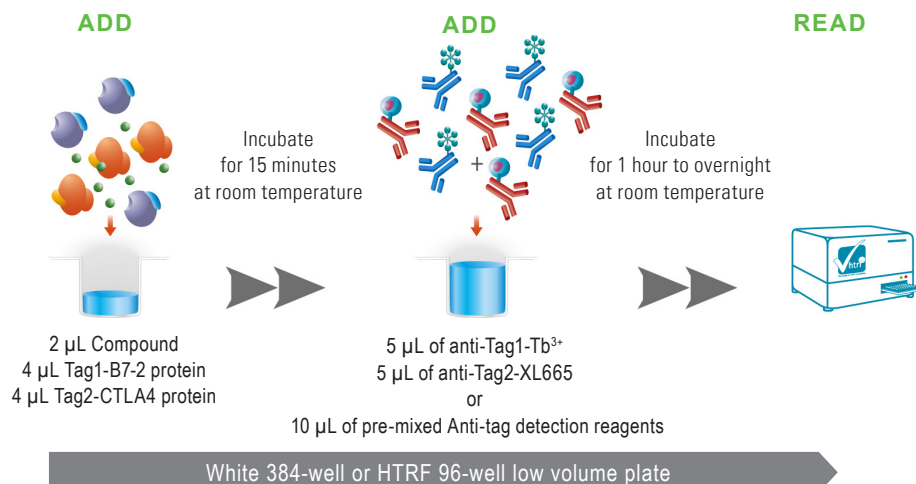 ADD
ADD
READ
Incubate
for 15 minutes
at room temperature
+
Incubate
for 1 hour to overnight
at room temperature
htrf
2 µL Compound
4 µL Tag1-B7-2 protein
4 µL Tag2-CTLA4 protein
5 µL of anti-Tag1-Tb³⁺
5 µL of anti-Tag2-XL665
or
10 µL of pre-mixed Anti-tag detection reagents
White 384-well or HTRF 96-well low volume plate